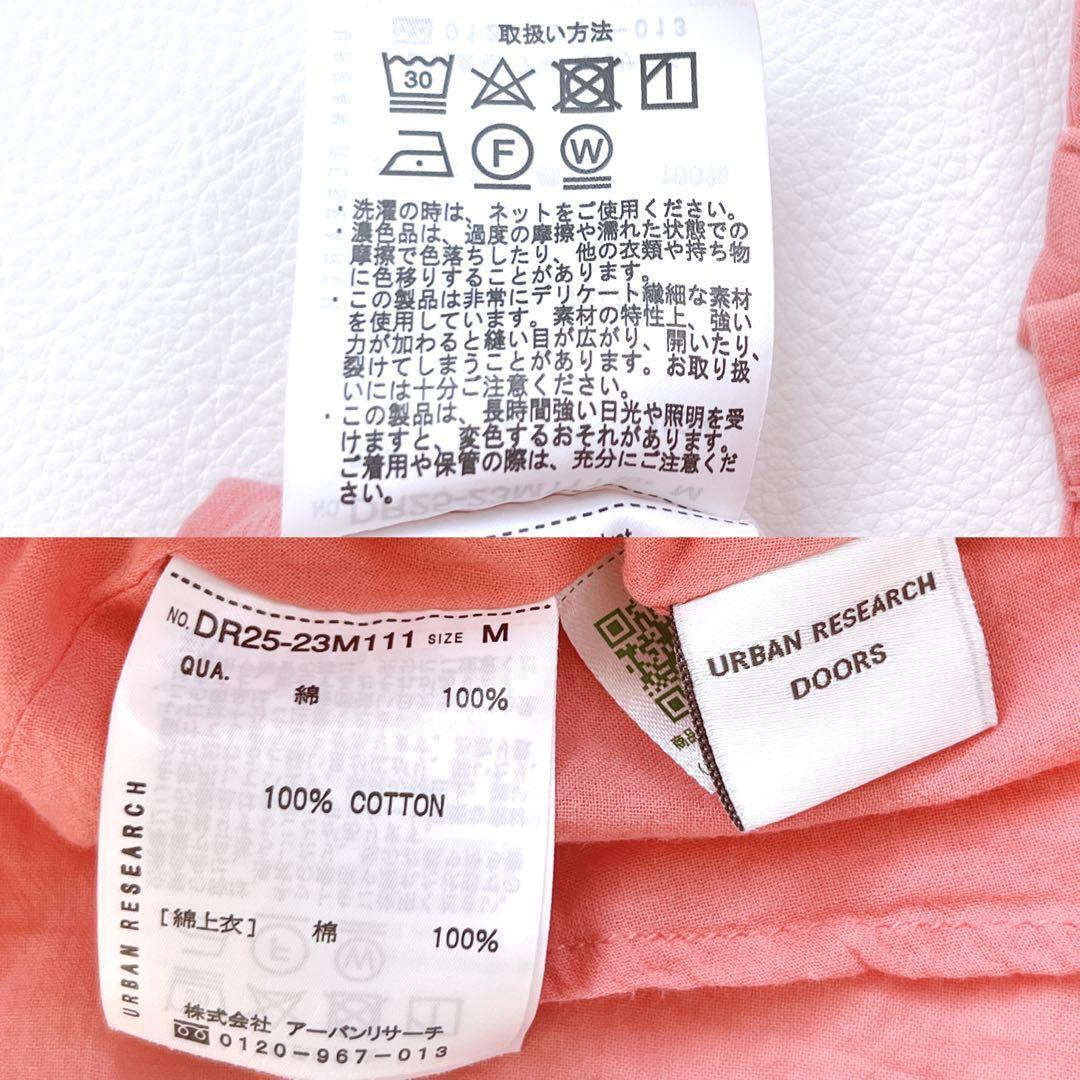 取扱い方法
30
F
W
・洗濯の時は、ネットをご使用ください。
・濃色品は、過度の摩擦や濡れた状態での
摩擦で色落ちしたり、他の衣類や持ち物
に色移りすることがあります。
・この製品は非常にデリケート繊細な素材
を使用しています。素材の特性上、強い
力が加わると縫い目が広がり、開いたり、
裂けてしまうことがあります。お取り扱
いには十分ご注意ください。
・この製品は、長時間強い日光や照明を受
けますと、変色するおそれがあります。
ご着用や保管の際は、充分にご注意くだ
さい。
NO. DR25-23M111 SIZE M
QUA.
綿 100%
100% COTTON
[綿上衣] 棉 100%
URBAN RESEARCH
株式会社 アーバンリサーチ
0120-967-013
URBAN RESEARCH
DOORS
商品